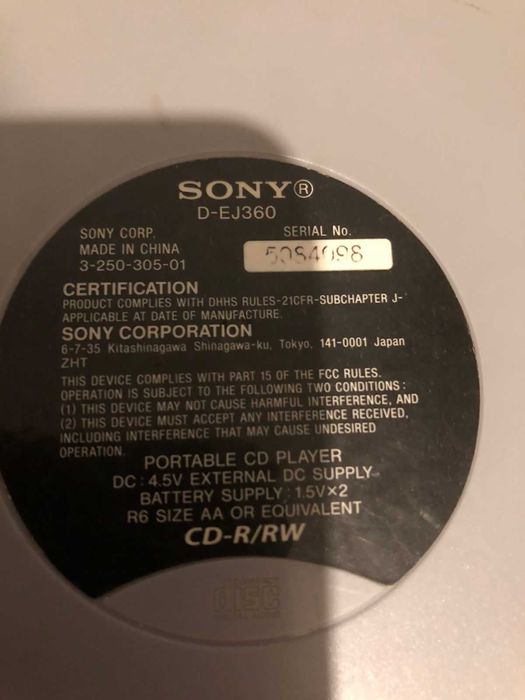 SONY®
D-EJ360
SONY CORP.
MADE IN CHINA
3-250-305-01
SERIAL No.
5084098
CERTIFICATION
PRODUCT COMPLIES WITH DHHS RULES-21CFR-SUBCHAPTER J-
APPLICABLE AT DATE OF MANUFACTURE.
SONY CORPORATION
6-7-35 Kitashinagawa Shinagawa-ku, Tokyo, 141-0001 Japan
ZHT
THIS DEVICE COMPLIES WITH PART 15 OF THE FCC RULES.
OPERATION IS SUBJECT TO THE FOLLOWING TWO CONDITIONS:
(1) THIS DEVICE MAY NOT CAUSE HARMFUL INTERFERENCE, AND
(2) THIS DEVICE MUST ACCEPT ANY INTERFERENCE RECEIVED,
INCLUDING INTERFERENCE THAT MAY CAUSE UNDESIRED
OPERATION.
PORTABLE CD PLAYER
DC : 4.5V EXTERNAL DC SUPPLY
BATTERY SUPPLY : 1.5V×2
R6 SIZE AA OR EQUIVALENT
CD-R/RW
COMPACT
disc
DIGITAL AUDIO